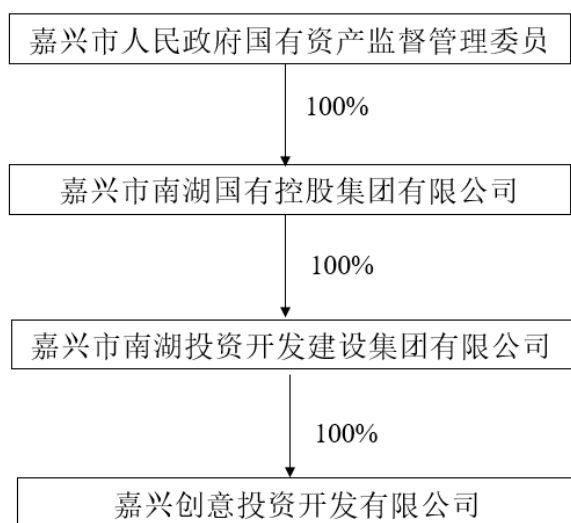 嘉兴市人民政府国有资产监督管理委员
100%
嘉兴市南湖国有控股集团有限公司
100%
嘉兴市南湖投资开发建设集团有限公司
100%
嘉兴创意投资开发有限公司